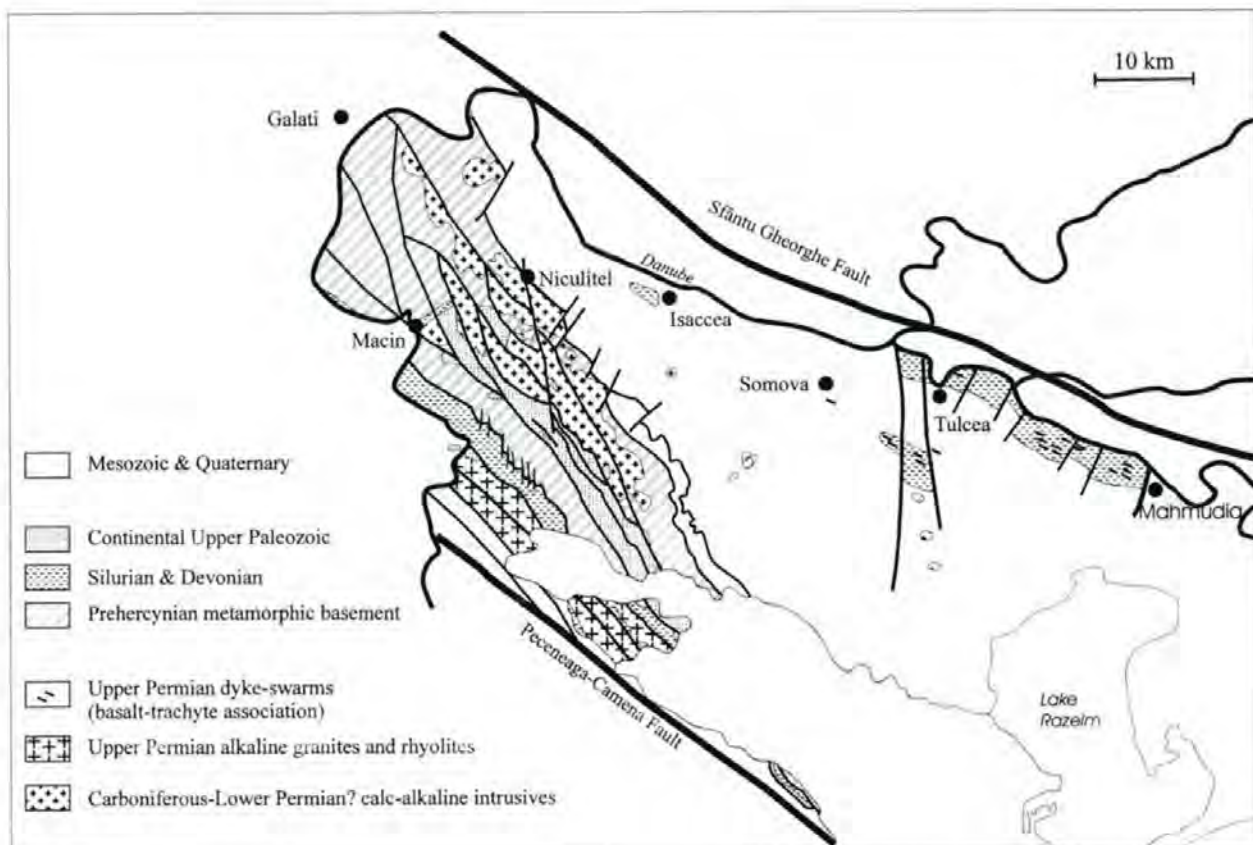 10 km
Galati
Sfântu Gheorghe Fault
Danube
Niculitel
Isaccea
Macin
Somova
Tulcea
Mahmudia
Mesozoic & Quaternary
Continental Upper Paleozoic
Silurian & Devonian
Prehercynian metamorphic basement
Peceneaga-Camena Fault
Upper Permian dyke-swarms
(basalt-trachyte association)
Upper Permian alkaline granites and rhyolites
Carboniferous-Lower Permian? calc-alkaline intrusives
Lake
Razelm